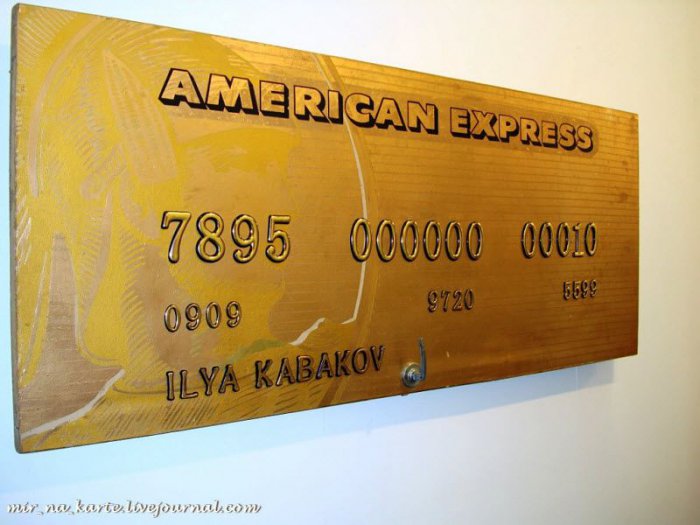 AMERICAN EXPRESS
7895 000000 00010
0909 9720 5599
ILYA KABAKOV
mir_na_karte.livejournal.com